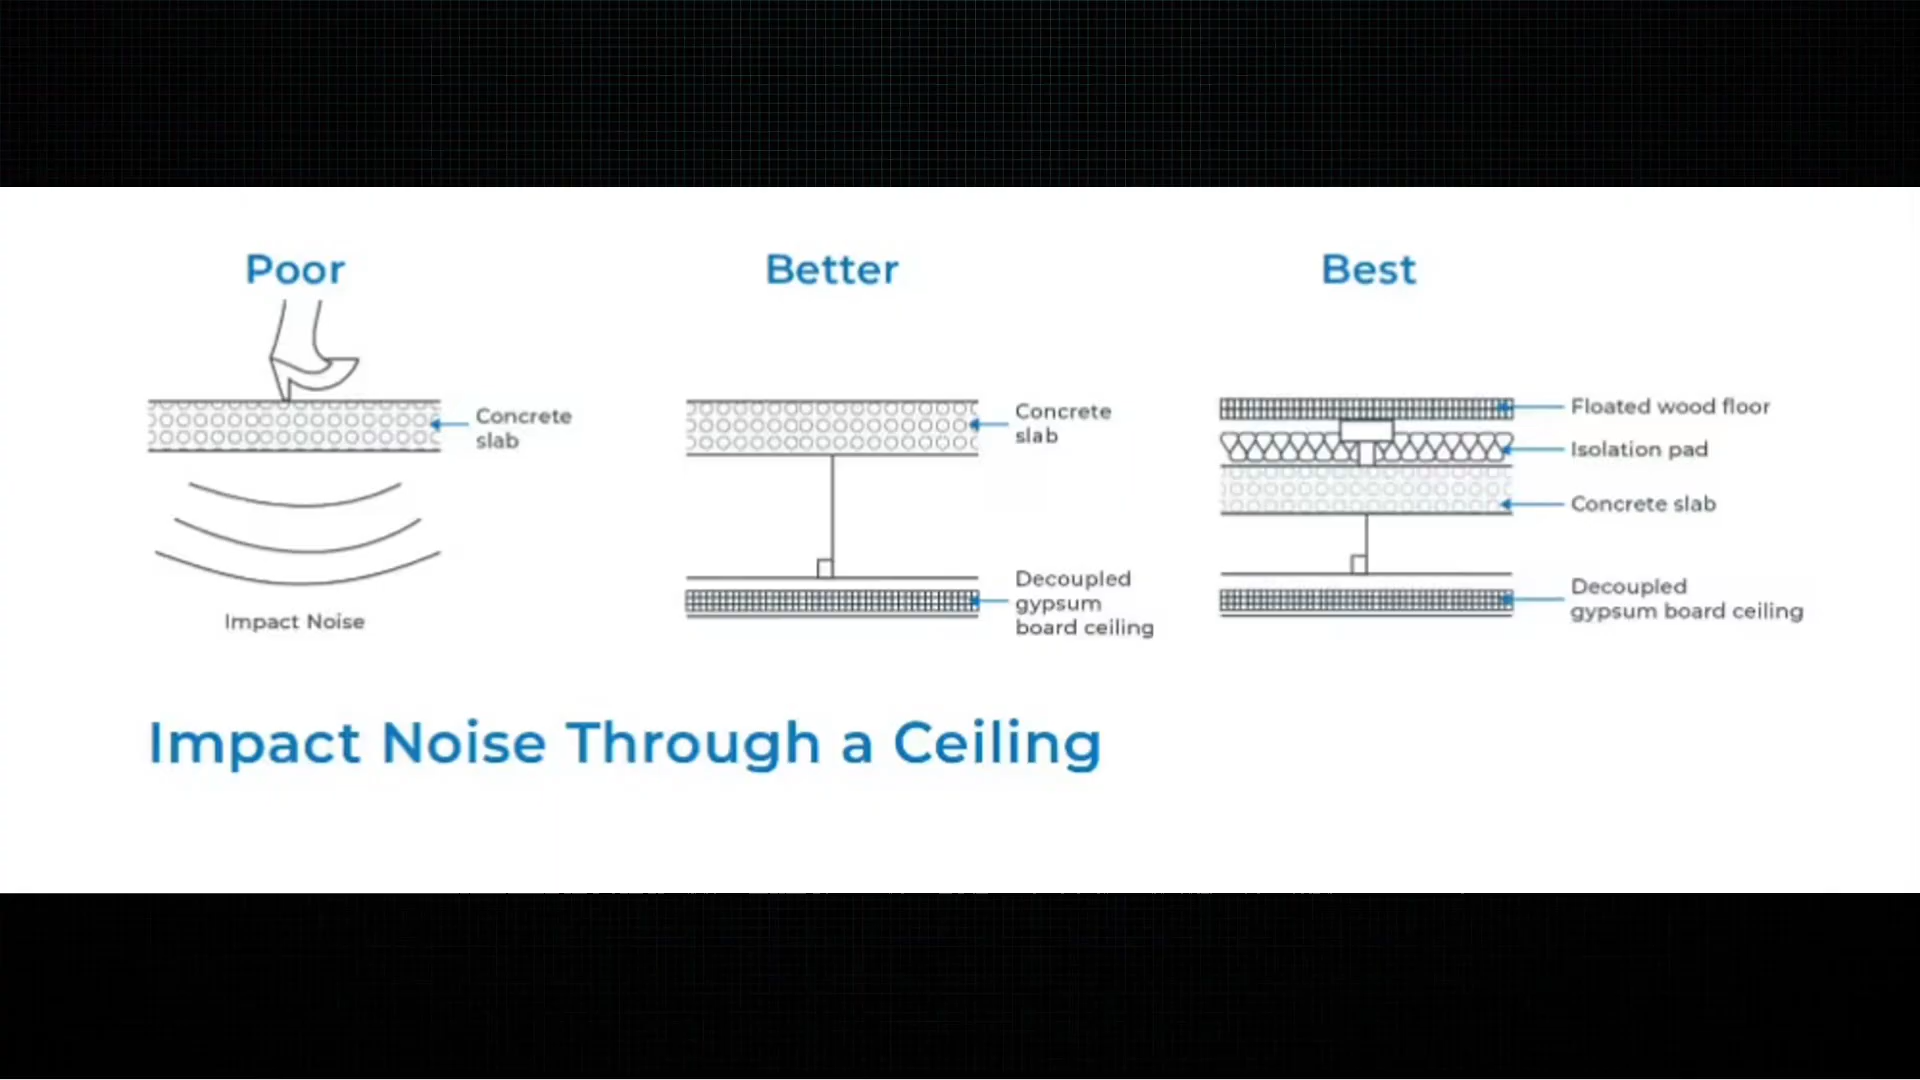 Poor
Better
Best
Concrete
slab
Impact Noise
Concrete
slab
Decoupled
gypsum
board ceiling
Floated wood floor
Isolation pad
Concrete slab
Decoupled
gypsum board ceiling
Impact Noise Through a Ceiling